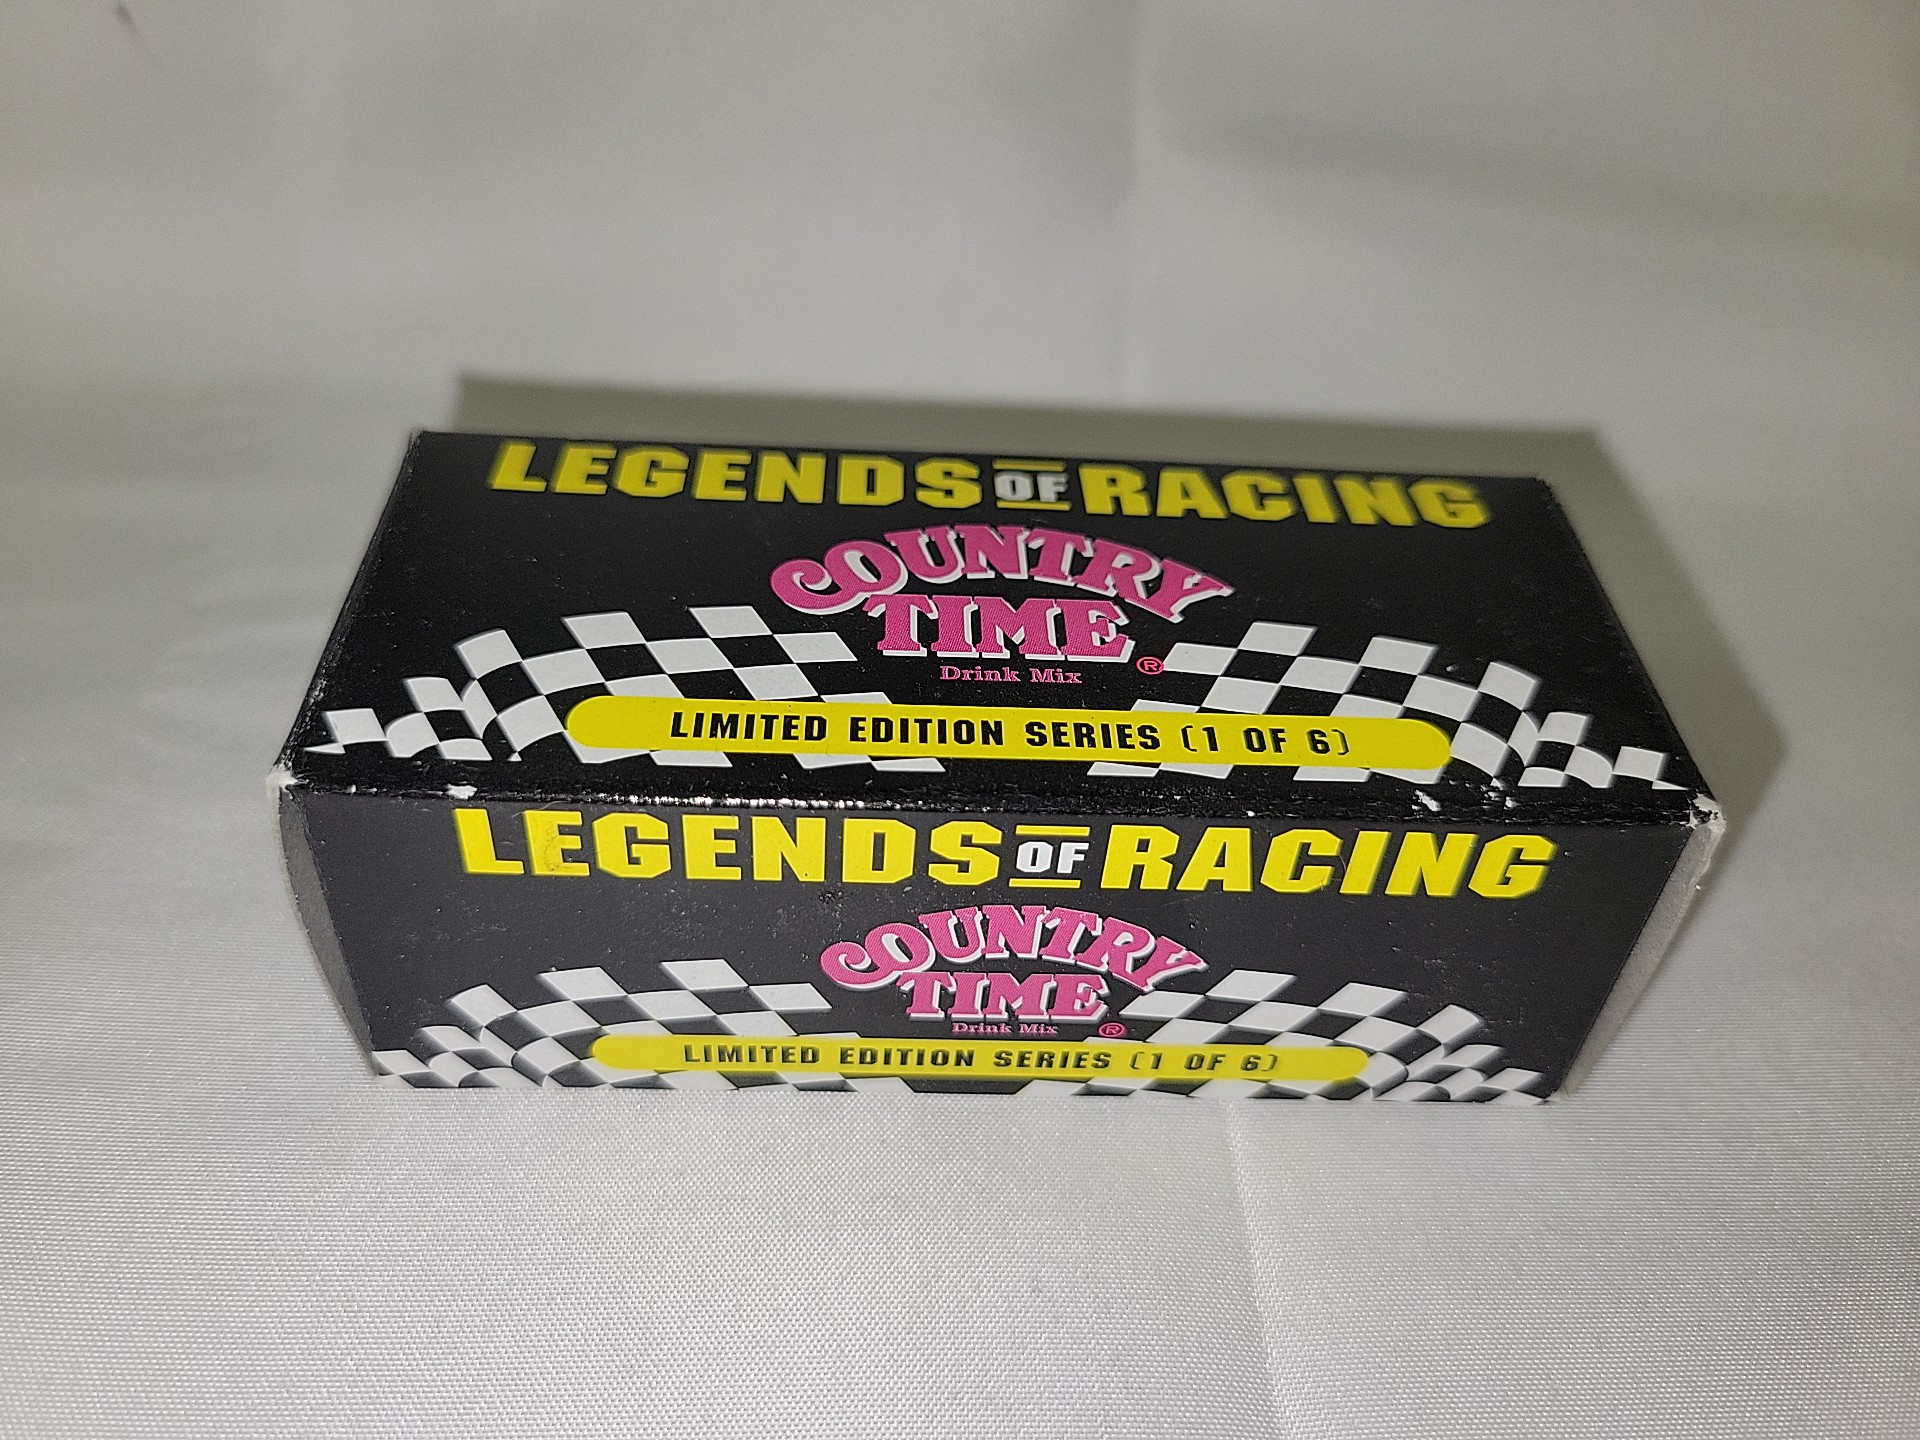 LEGENDS OF RACING
COUNTRY
TIME®
Drink Mix
LIMITED EDITION SERIES (1 OF 6)
LEGENDS OF RACING
COUNTRY
TIME
Drink Mix ®
LIMITED EDITION SERIES (1 OF 6)